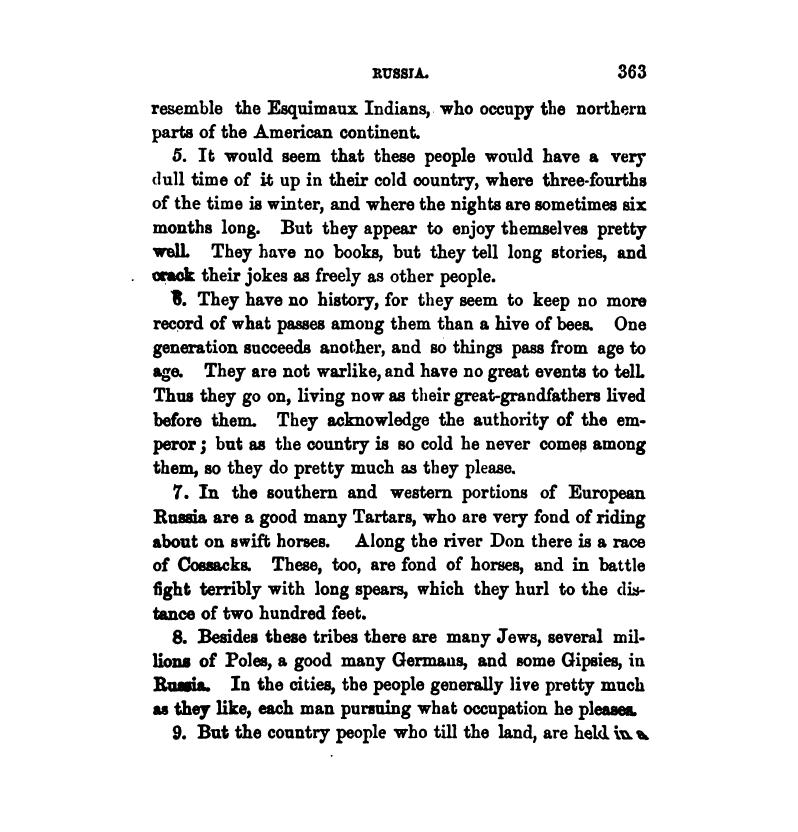 RUSSIA. 363
resemble the Esquimaux Indians, who occupy the northern
parts of the American continent.
5. It would seem that these people would have a very
dull time of it up in their cold country, where three-fourths
of the time is winter, and where the nights are sometimes six
months long. But they appear to enjoy themselves pretty
well. They have no books, but they tell long stories, and
crack their jokes as freely as other people.
6. They have no history, for they seem to keep no more
record of what passes among them than a hive of bees. One
generation succeeds another, and so things pass from age to
age. They are not warlike, and have no great events to tell.
Thus they go on, living now as their great-grandfathers lived
before them. They acknowledge the authority of the em-
peror; but as the country is so cold he never comes among
them, so they do pretty much as they please.
7. In the southern and western portions of European
Russia are a good many Tartars, who are very fond of riding
about on swift horses. Along the river Don there is a race
of Cossacks. These, too, are fond of horses, and in battle
fight terribly with long spears, which they hurl to the dis-
tance of two hundred feet.
8. Besides these tribes there are many Jews, several mil-
lions of Poles, a good many Germans, and some Gipsies, in
Russia. In the cities, the people generally live pretty much
as they like, each man pursuing what occupation he pleases.
9. But the country people who till the land, are held in a